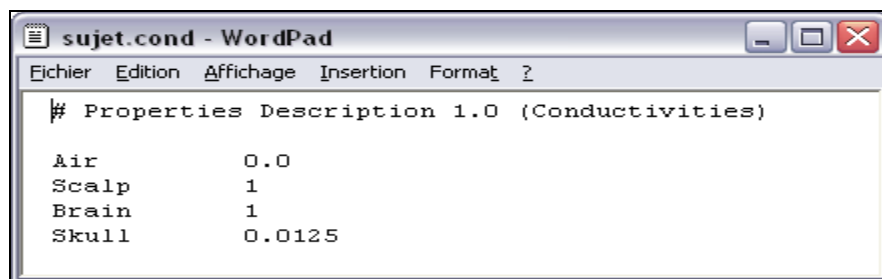 sujet.cond - WordPad
Fichier Edition Affichage Insertion Format ?
# Properties Description 1.0 (Conductivities)
Air 0.0
Scalp 1
Brain 1
Skull 0.0125